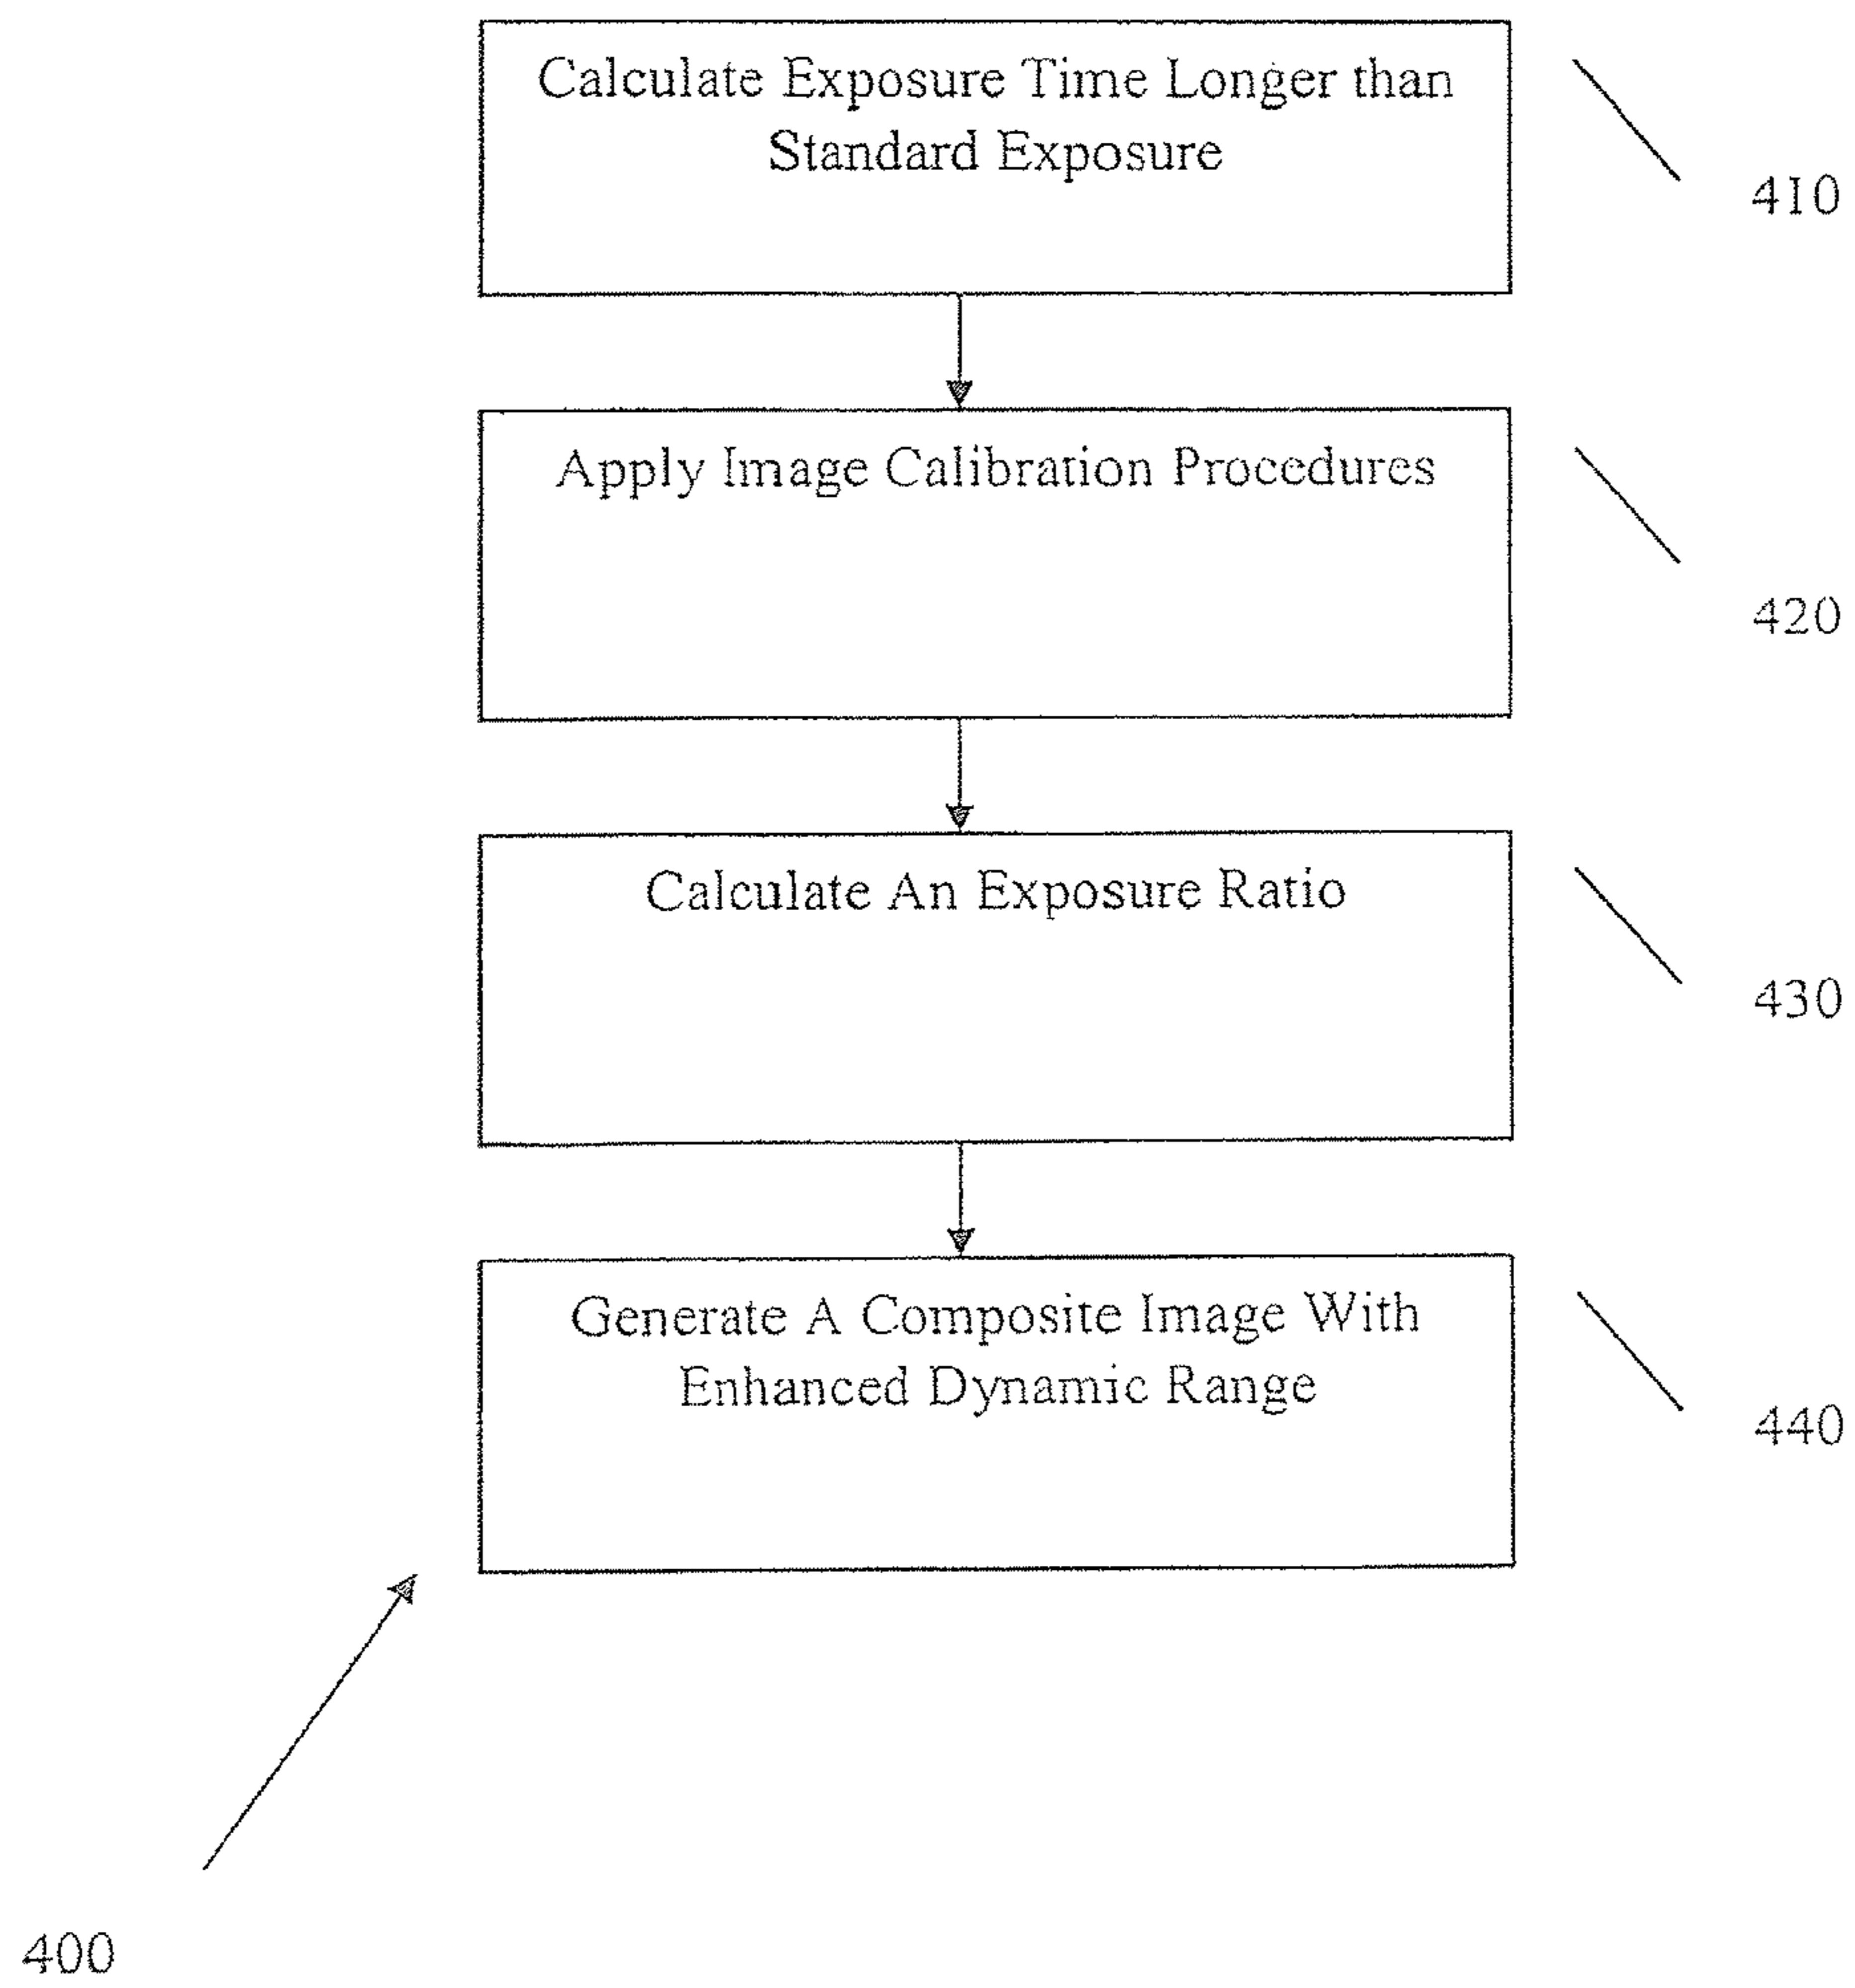 Calculate Exposure Time Longer than
Standard Exposure
410
Apply Image Calibration Procedures
420
Calculate An Exposure Ratio
430
Generate A Composite Image With
Enhanced Dynamic Range
440
400